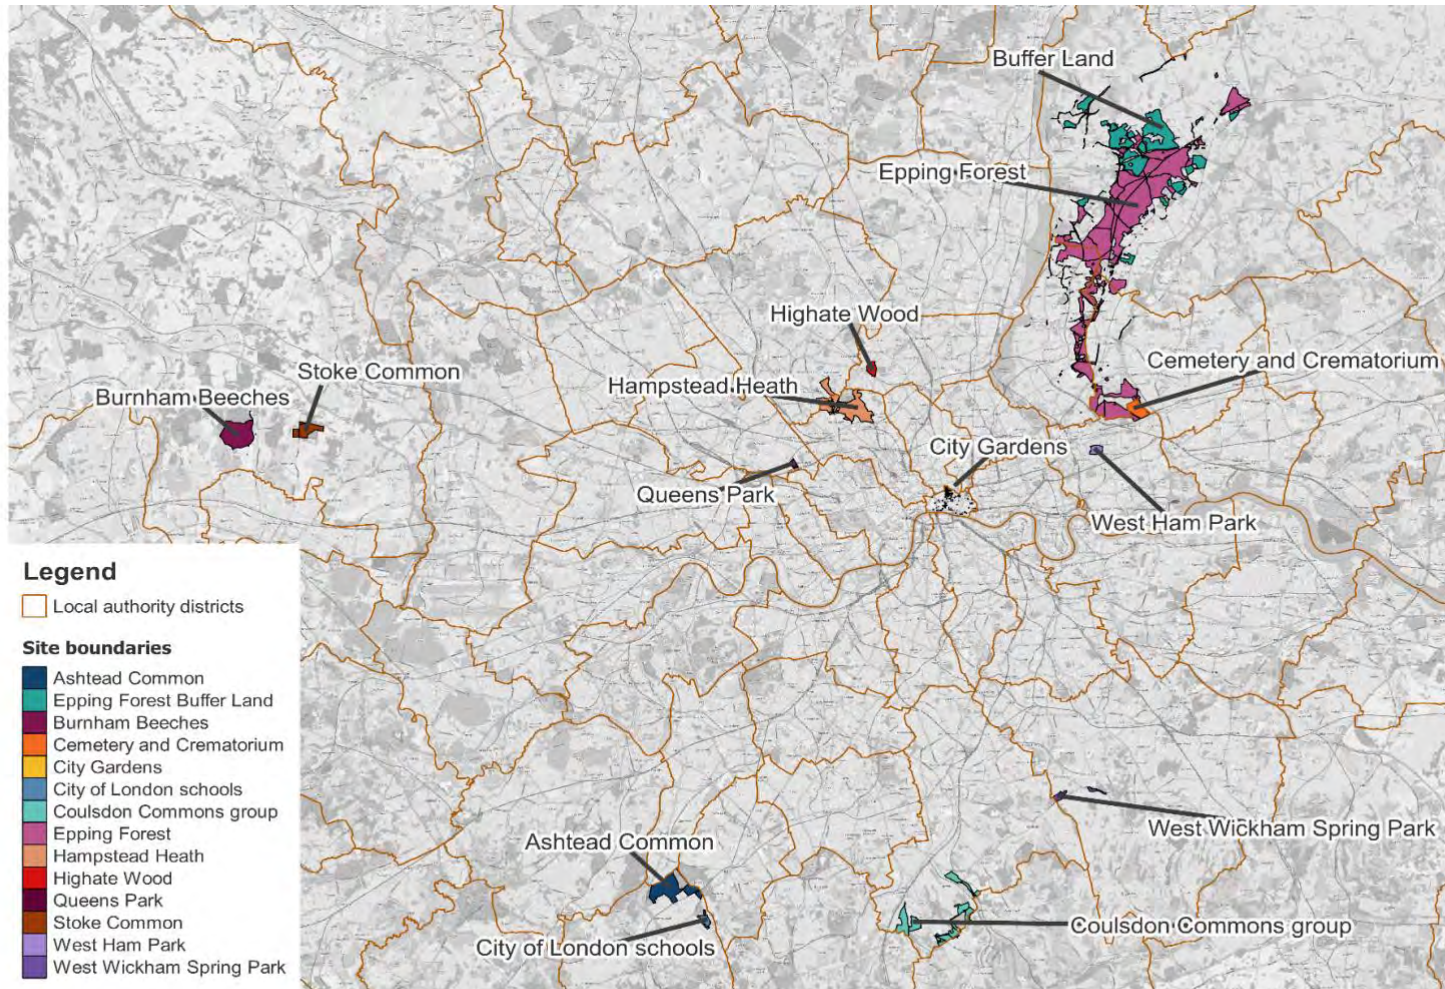 Buffer Land
Epping Forest
Highate Wood
Stoke Common
Cemetery and Crematorium
Hampstead Heath
Burnham Beeches
City Gardens
Queens Park
West Ham Park
Legend
Local authority districts
Site boundaries
Ashtead Common
Epping Forest Buffer Land
Burnham Beeches
Cemetery and Crematorium
City Gardens
City of London schools
Coulsdon Commons group
Epping Forest
Hampstead Heath
Highate Wood
Queens Park
Stoke Common
West Ham Park
West Wickham Spring Park
West Wickham Spring Park
Ashtead Common
Coulsdon Commons group
City of London schools